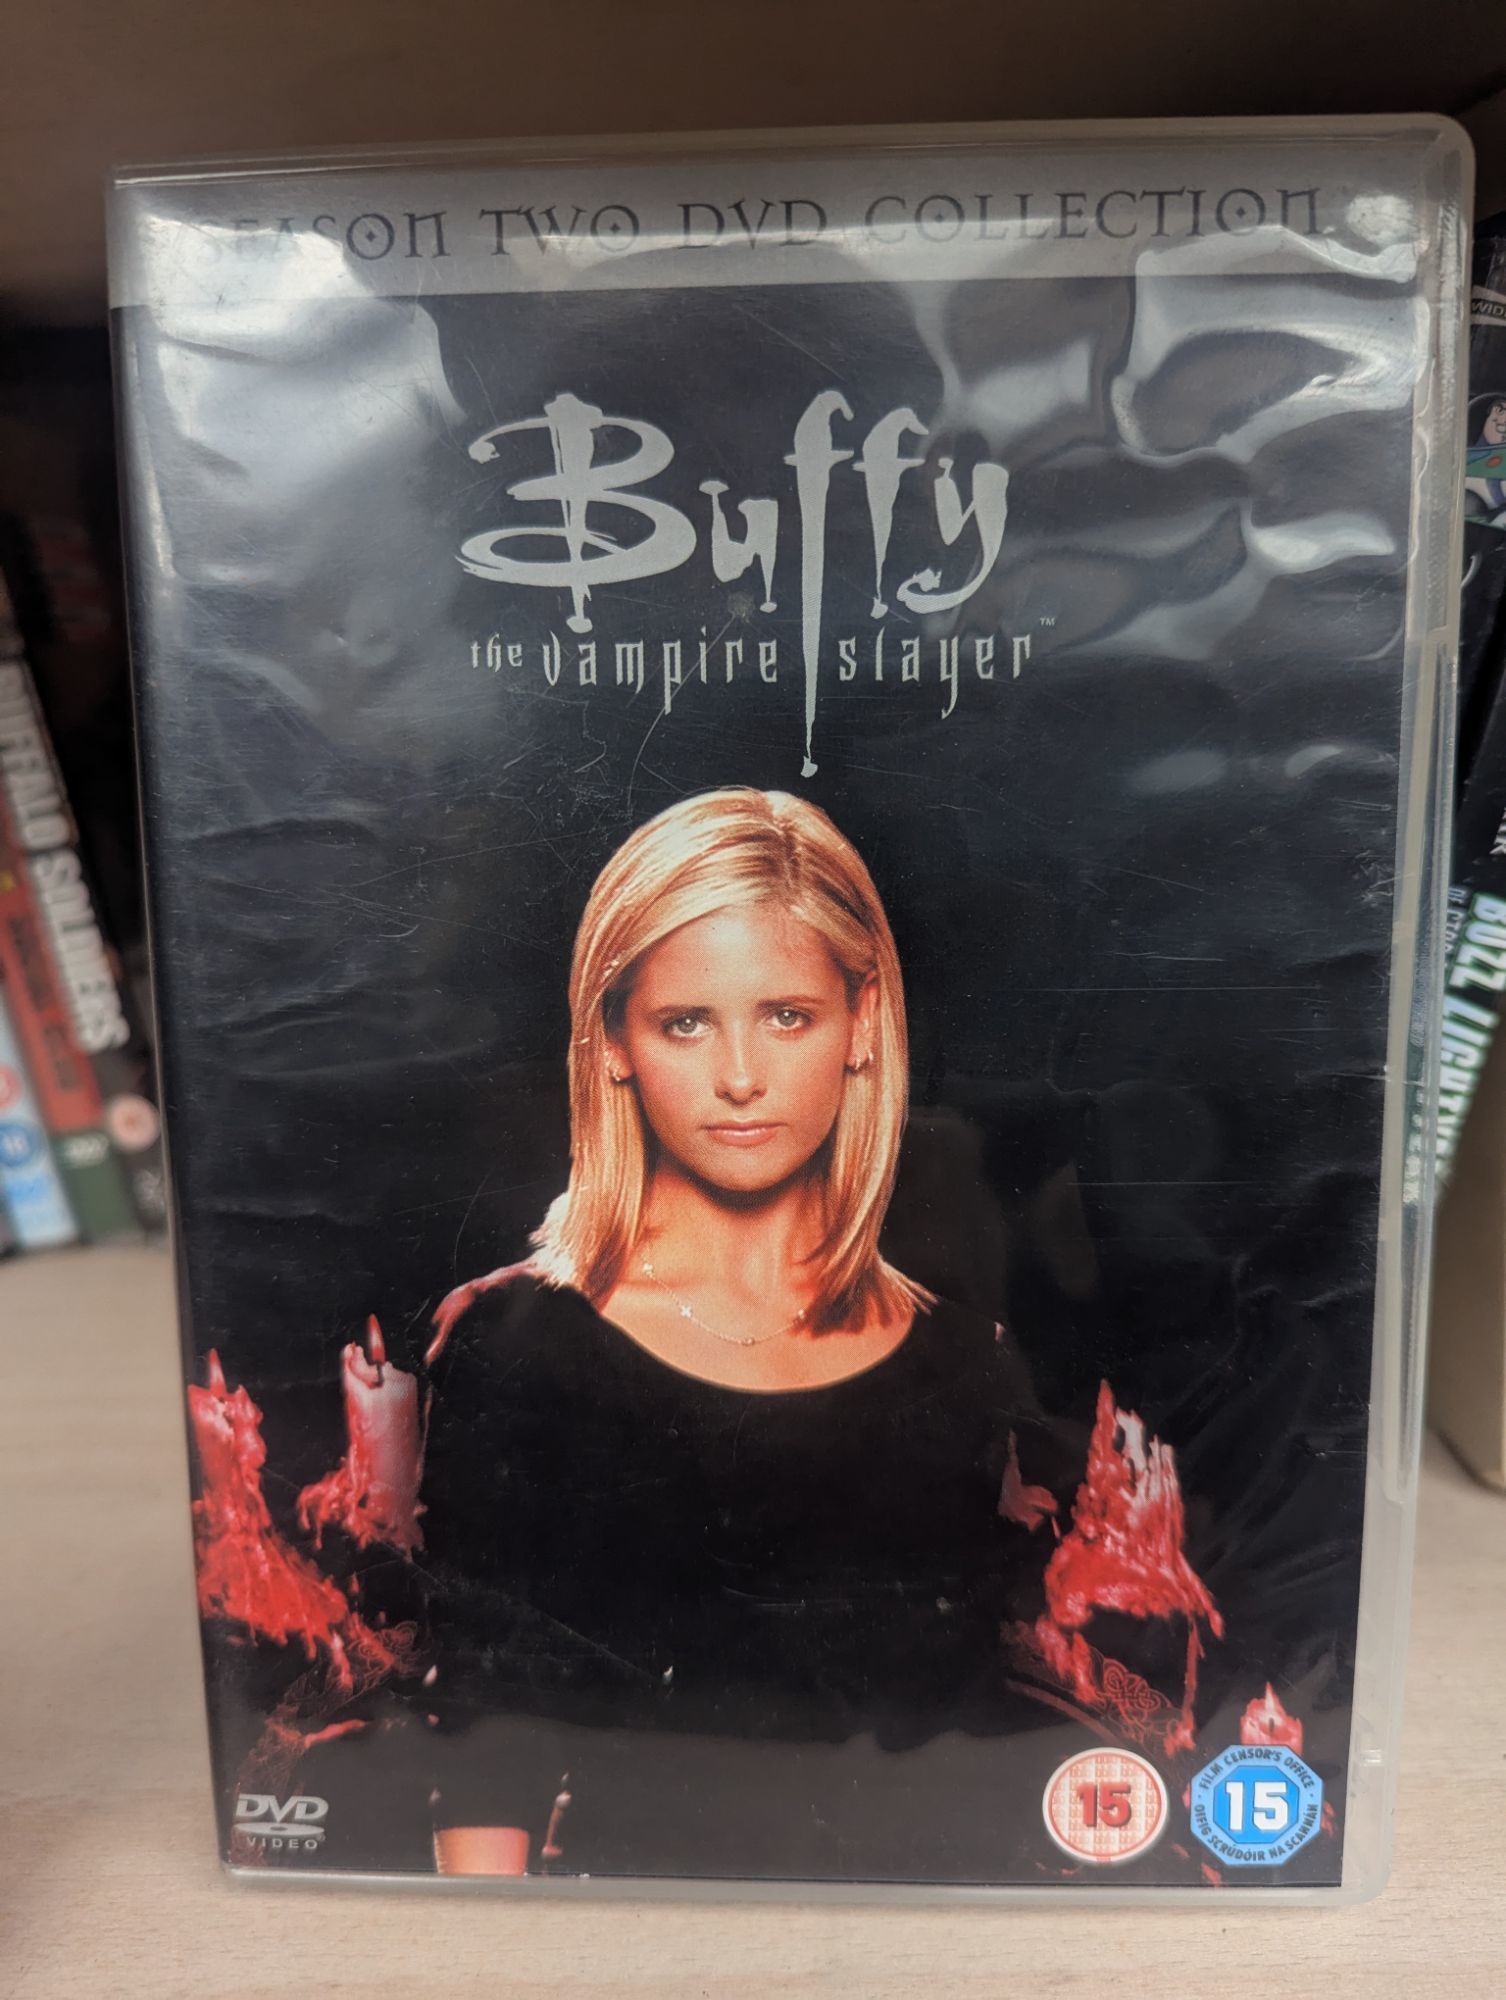 SEASON TWO DVD COLLECTION
Buffy
the vampire slayer™
BUFFALO SOLDIERS
BUZZ LIGHTYEAR
DVD
VIDEO
15
FILM CENSOR'S OFFICE
15
OIFIG SCRÚDÓIR NA SCANNÁN